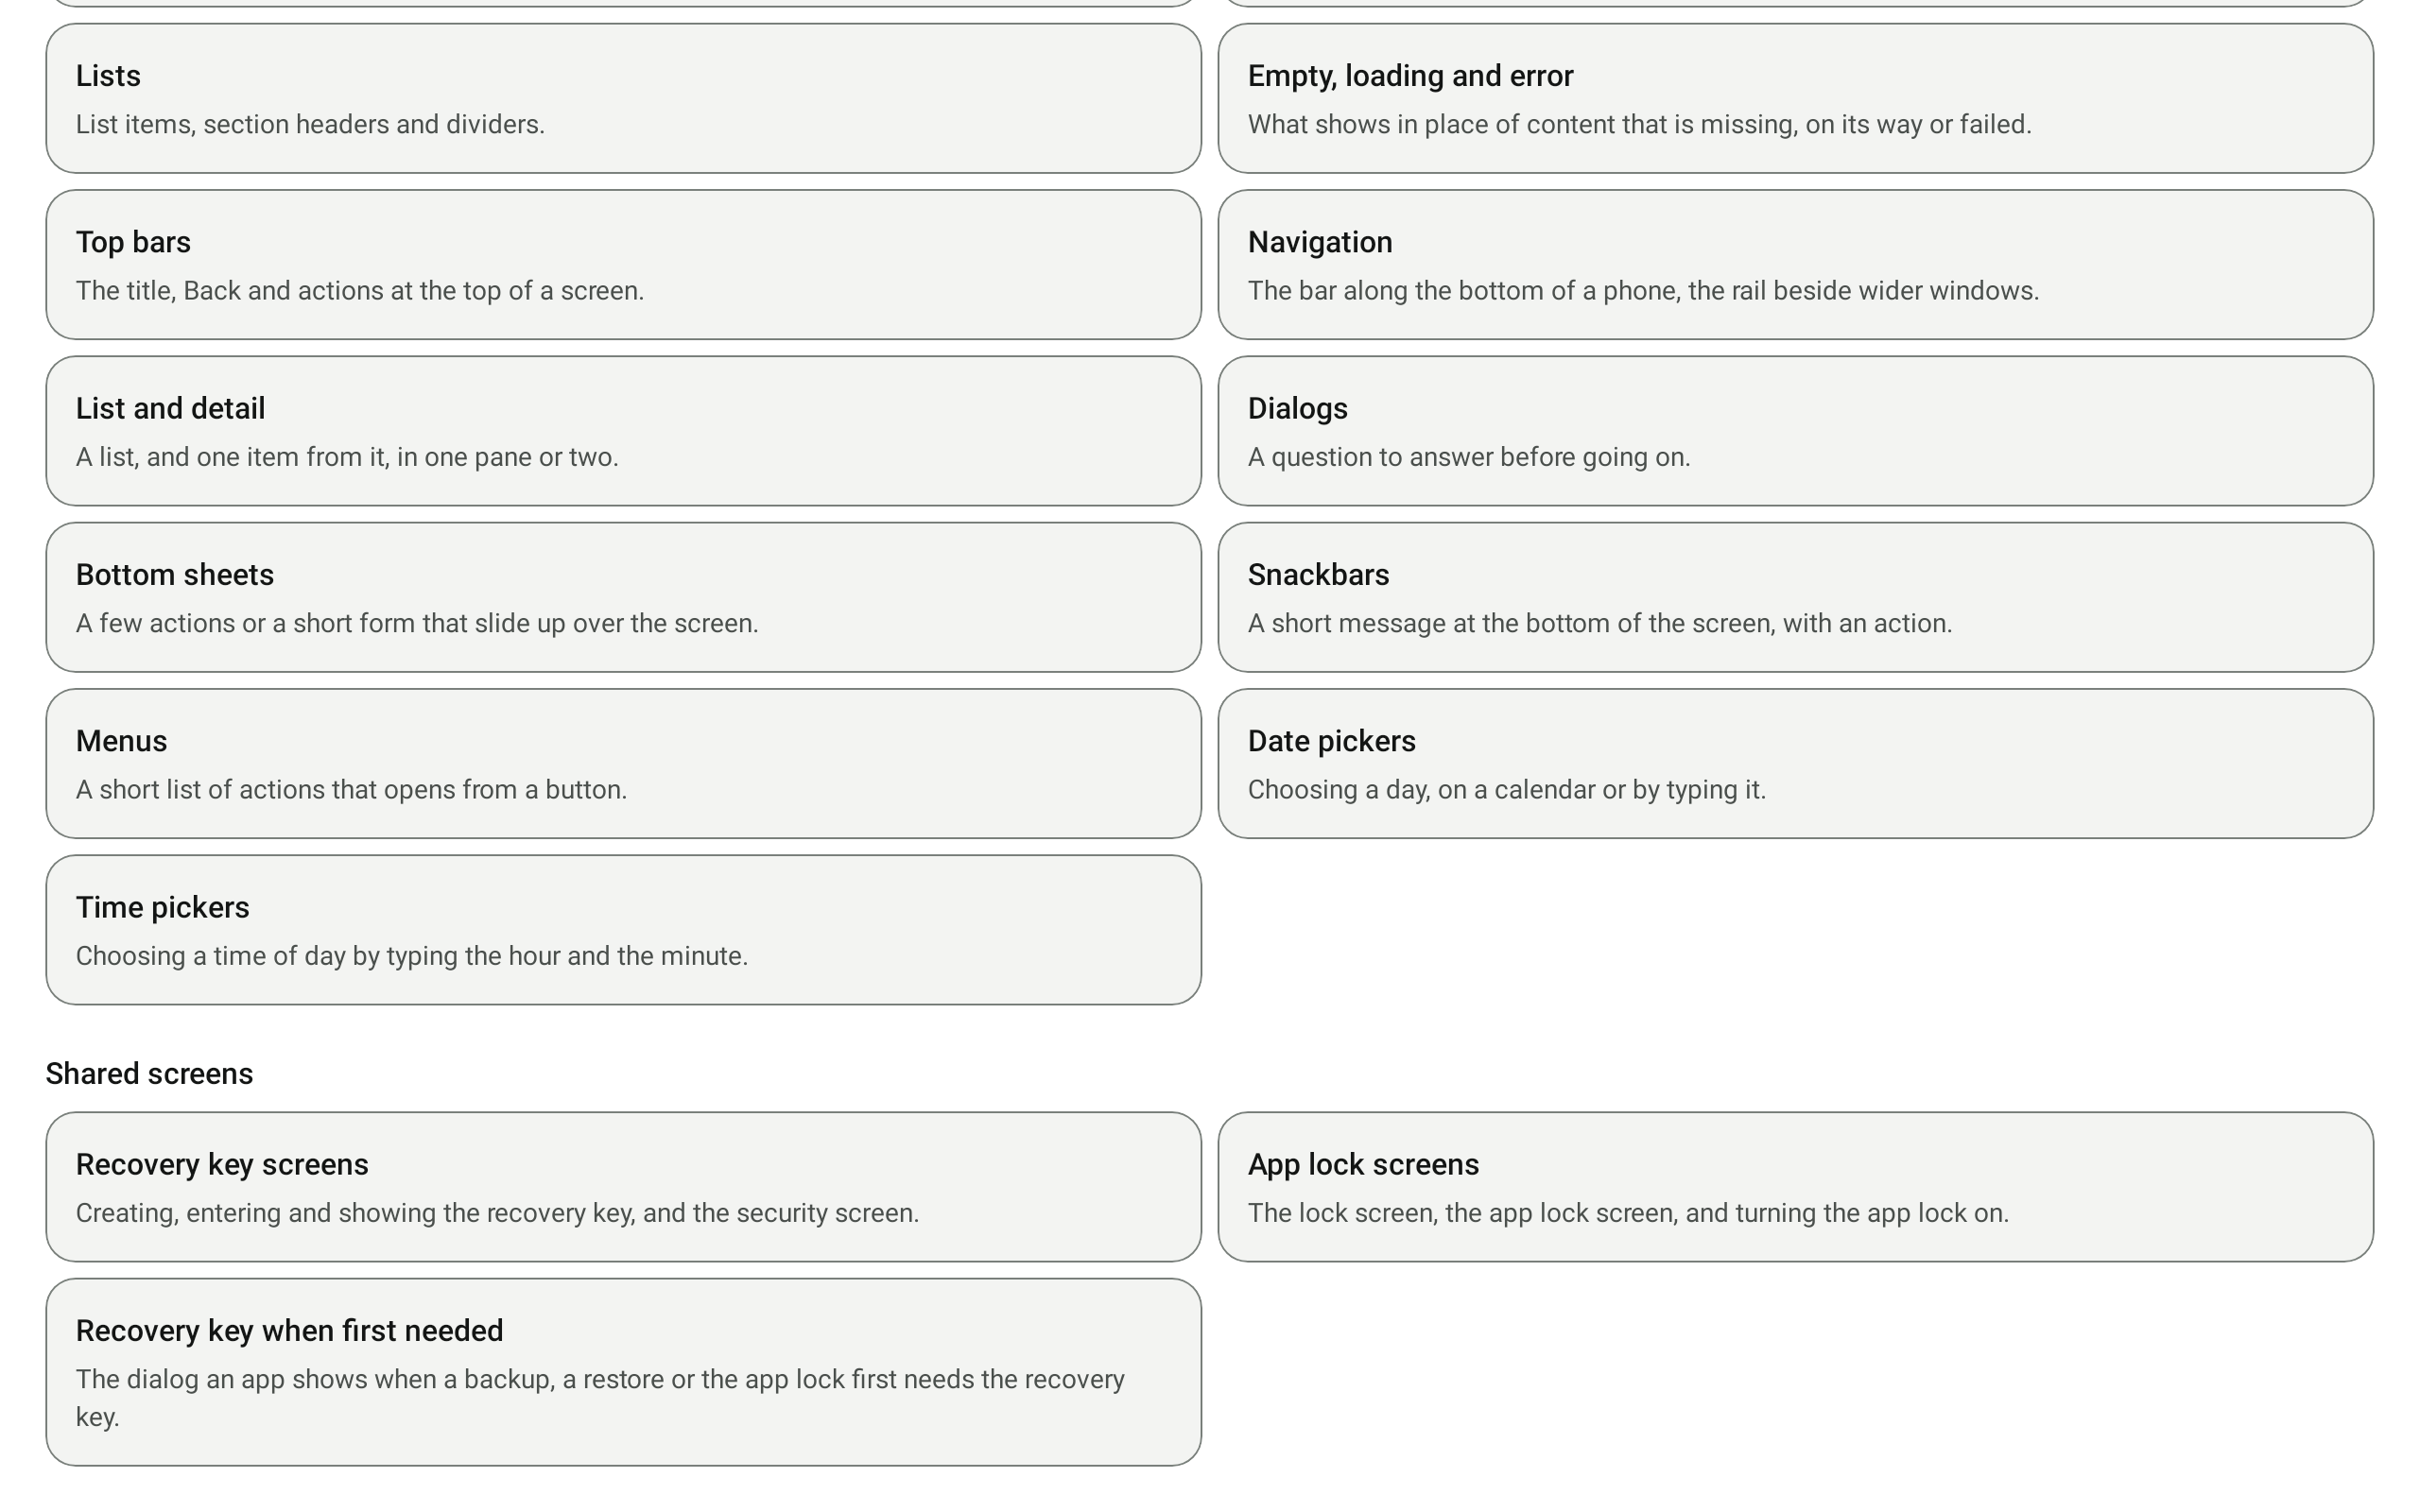 Lists
List items, section headers and dividers.
Empty, loading and error
What shows in place of content that is missing, on its way or failed.
Top bars
The title, Back and actions at the top of a screen.
Navigation
The bar along the bottom of a phone, the rail beside wider windows.
List and detail
A list, and one item from it, in one pane or two.
Dialogs
A question to answer before going on.
Bottom sheets
A few actions or a short form that slide up over the screen.
Snackbars
A short message at the bottom of the screen, with an action.
Menus
A short list of actions that opens from a button.
Date pickers
Choosing a day, on a calendar or by typing it.
Time pickers
Choosing a time of day by typing the hour and the minute.
Shared screens
Recovery key screens
Creating, entering and showing the recovery key, and the security screen.
App lock screens
The lock screen, the app lock screen, and turning the app lock on.
Recovery key when first needed
The dialog an app shows when a backup, a restore or the app lock first needs the recovery
key.